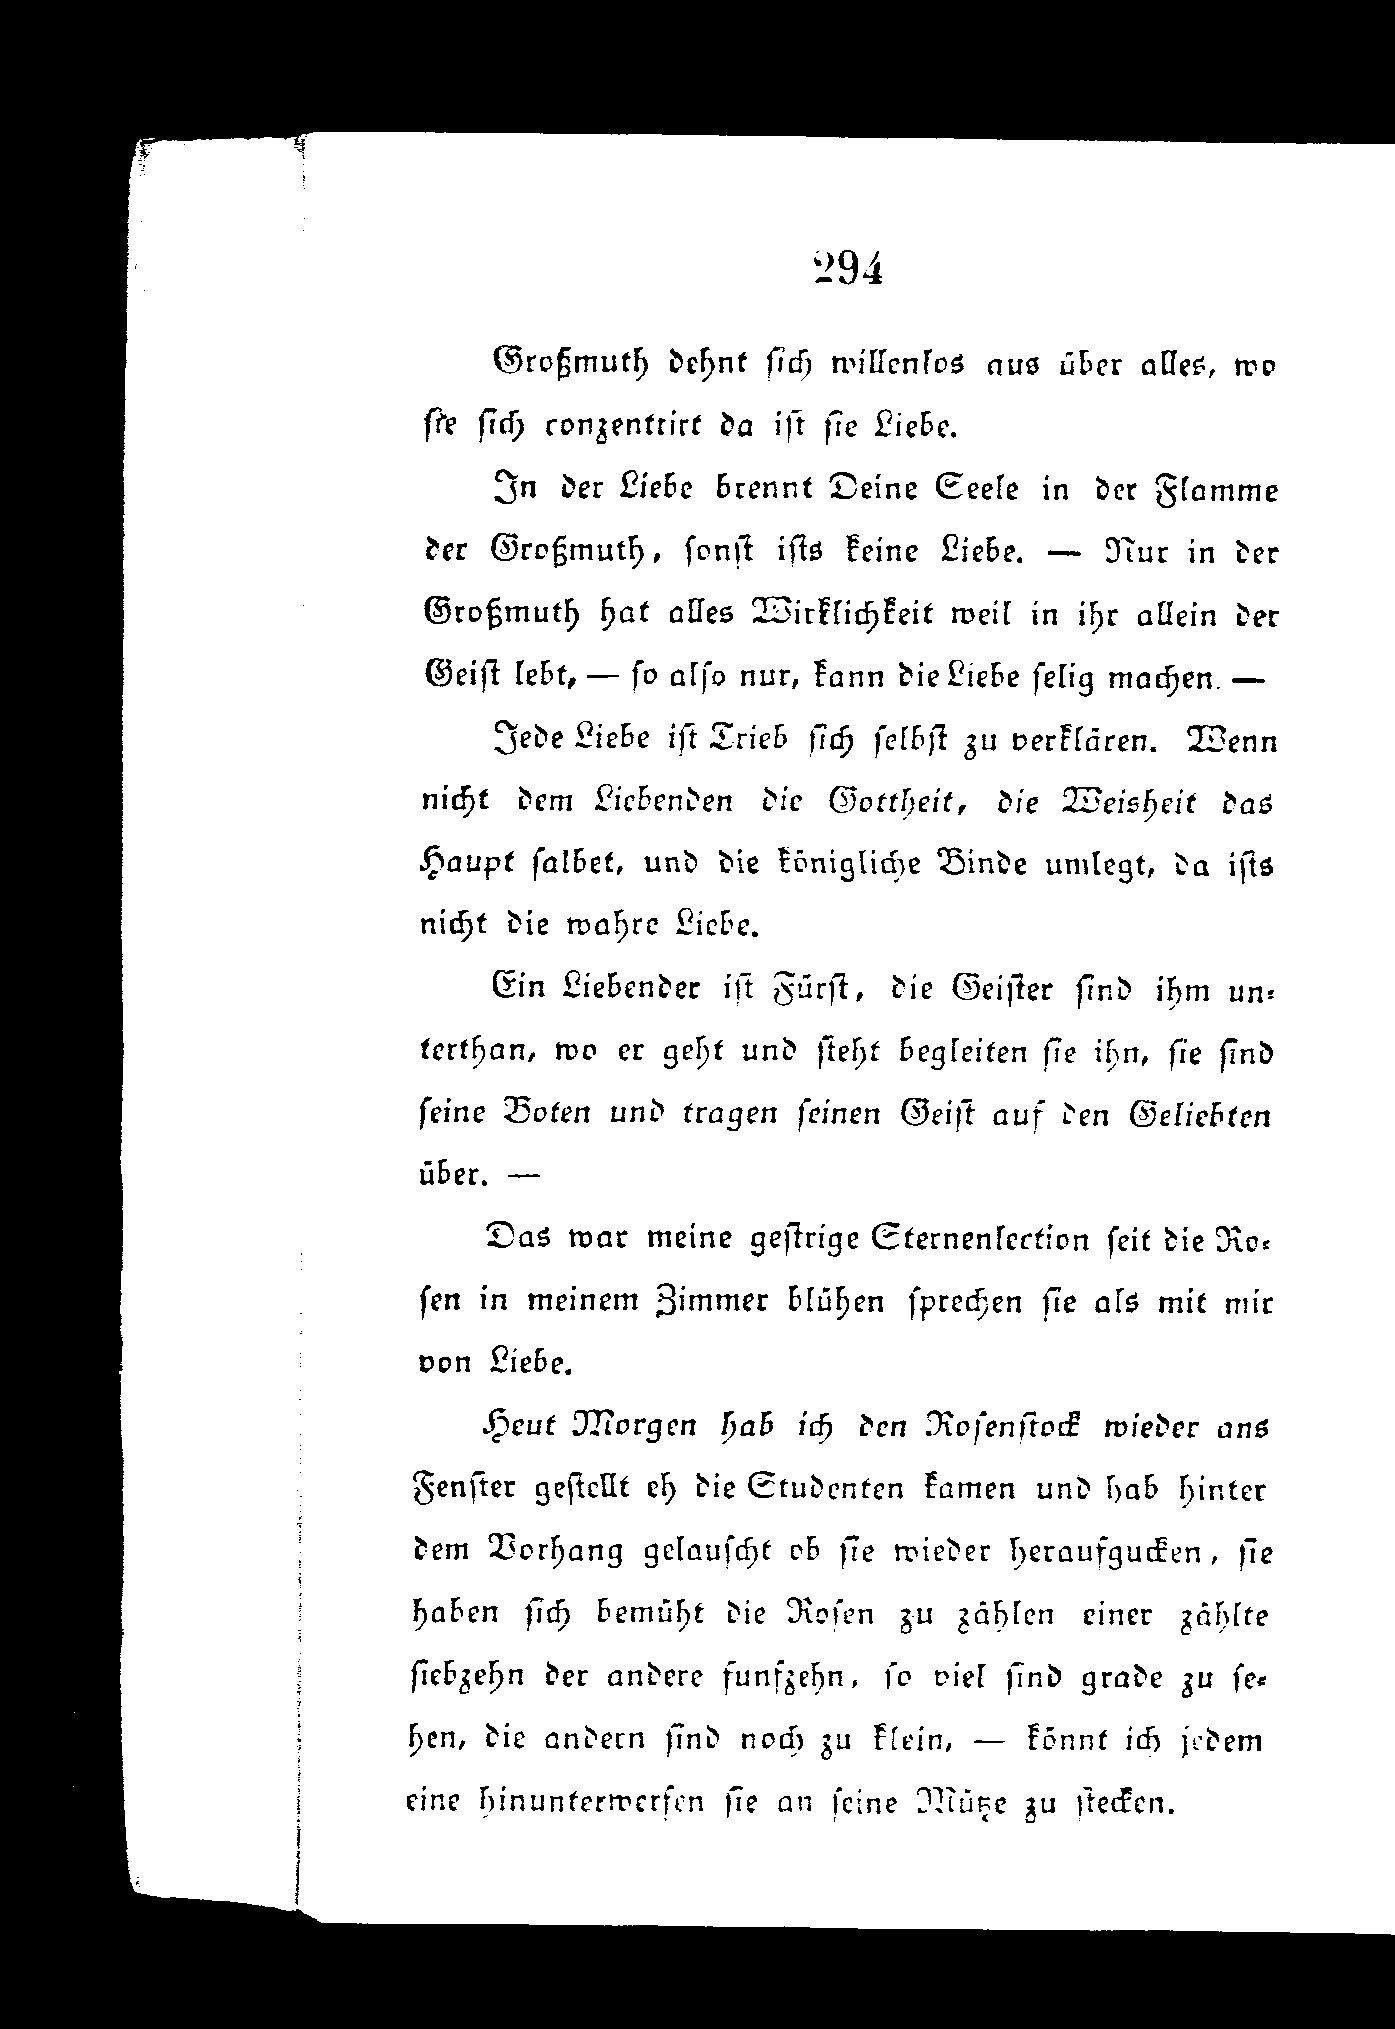 294
Großmuth dehnt ſich willenlos aus über alles, wo
ſie ſich conzentrirt da iſt ſie Liebe.
In der Liebe brennt Deine Seele in der Flamme
der Großmuth, ſonſt iſts keine Liebe. — Nur in der
Großmuth hat alles Wirklichkeit weil in ihr allein der
Geiſt lebt, — ſo alſo nur, kann die Liebe ſelig machen. —
Jede Liebe iſt Trieb ſich ſelbſt zu verklären. Wenn
nicht dem Liebenden die Gottheit, die Weisheit das
Haupt ſalbet, und die königliche Binde umlegt, da iſts
nicht die wahre Liebe.
Ein Liebender iſt Fürſt, die Geiſter ſind ihm un⸗
terthan, wo er geht und ſteht begleiten ſie ihn, ſie ſind
ſeine Boten und tragen ſeinen Geiſt auf den Geliebten
über. —
Das war meine geſtrige Sternenlection ſeit die Ro⸗
ſen in meinem Zimmer blühen ſprechen ſie als mit mir
von Liebe.
Heut Morgen hab ich den Roſenſtock wieder ans
Fenſter geſtellt eh die Studenten kamen und hab hinter
dem Vorhang gelauſcht ob ſie wieder heraufgucken, ſie
haben ſich bemüht die Roſen zu zählen einer zählte
ſiebzehn der andere funfzehn, ſo viel ſind grade zu ſe⸗
hen, die andern ſind noch zu klein, — könnt ich jedem
eine hinunterwerfen ſie an ſeine Mütze zu ſtecken.